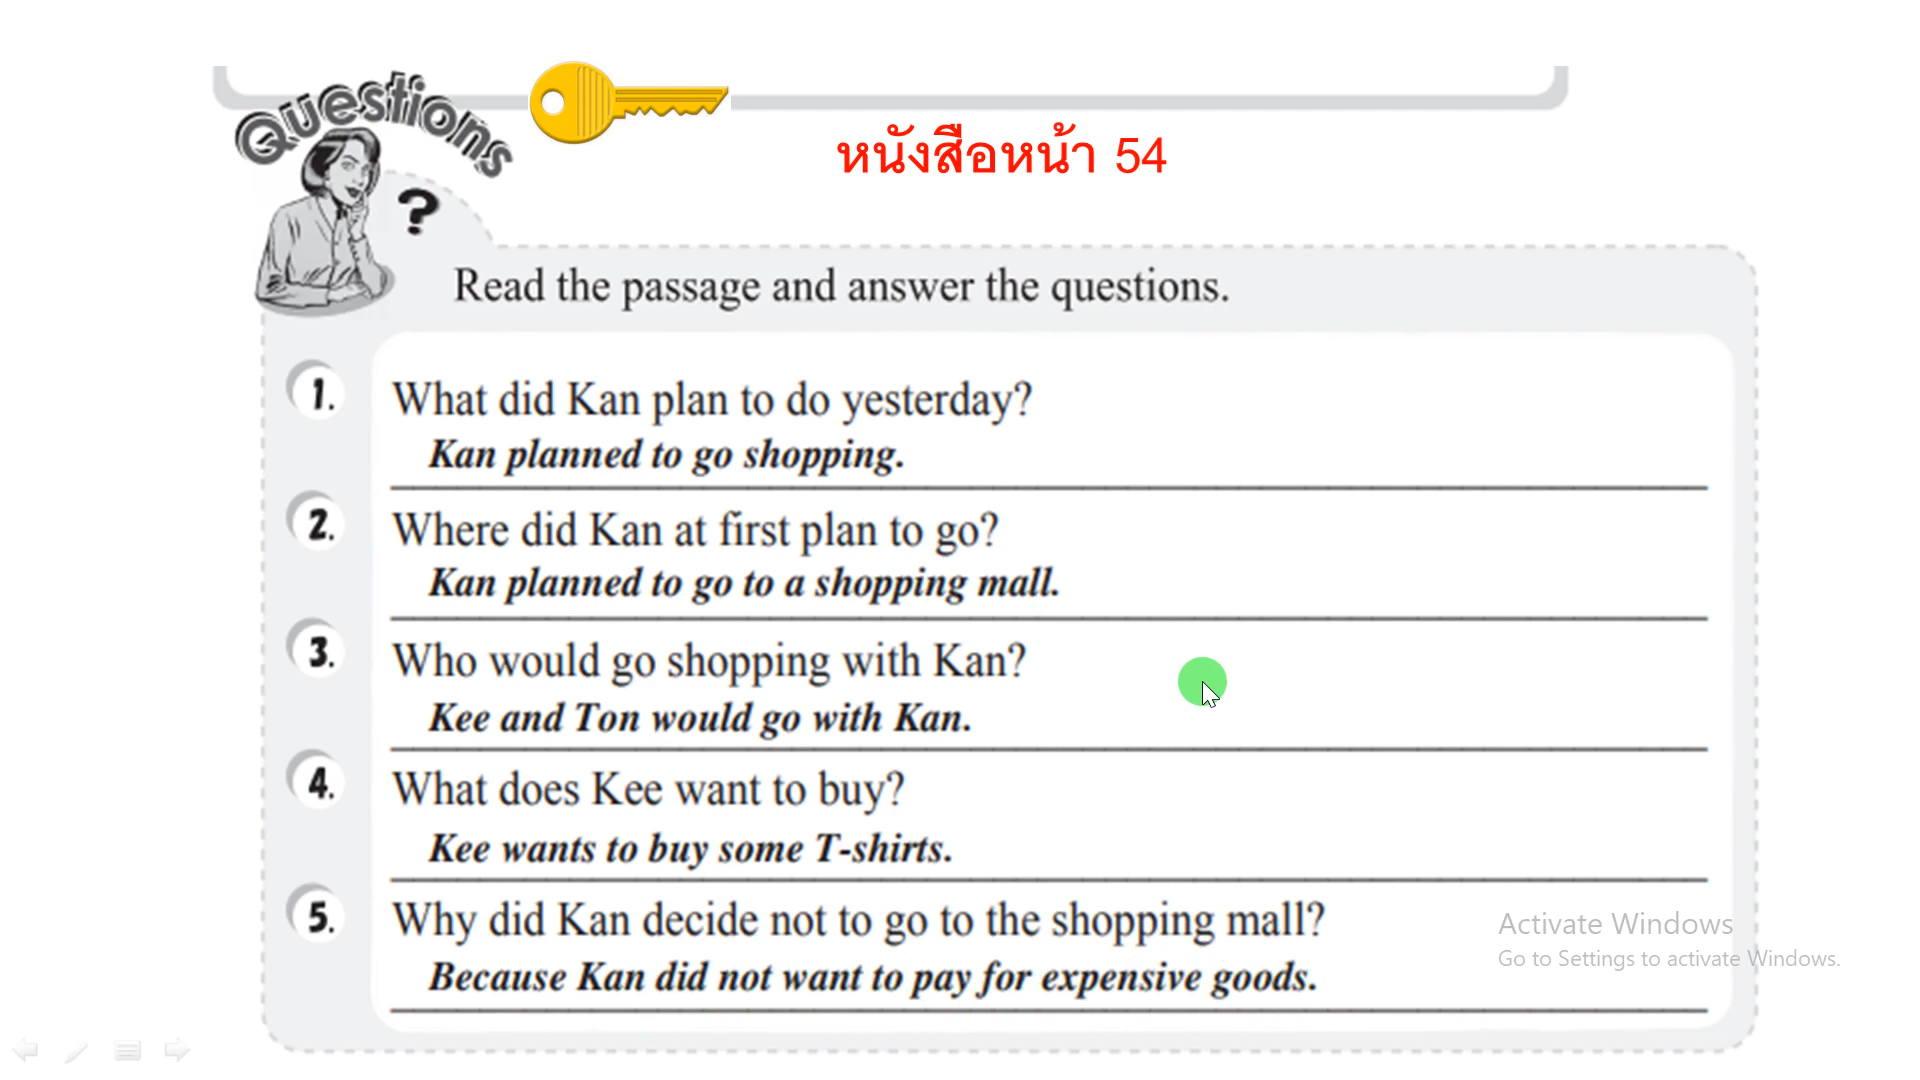 Questions
หนังสือหน้า 54
?
Read the passage and answer the questions.
1. What did Kan plan to do yesterday?
Kan planned to go shopping.
2. Where did Kan at first plan to go?
Kan planned to go to a shopping mall.
3. Who would go shopping with Kan?
Kee and Ton would go with Kan.
4. What does Kee want to buy?
Kee wants to buy some T-shirts.
5. Why did Kan decide not to go to the shopping mall?
Because Kan did not want to pay for expensive goods.
Activate Windows
Go to Settings to activate Windows.